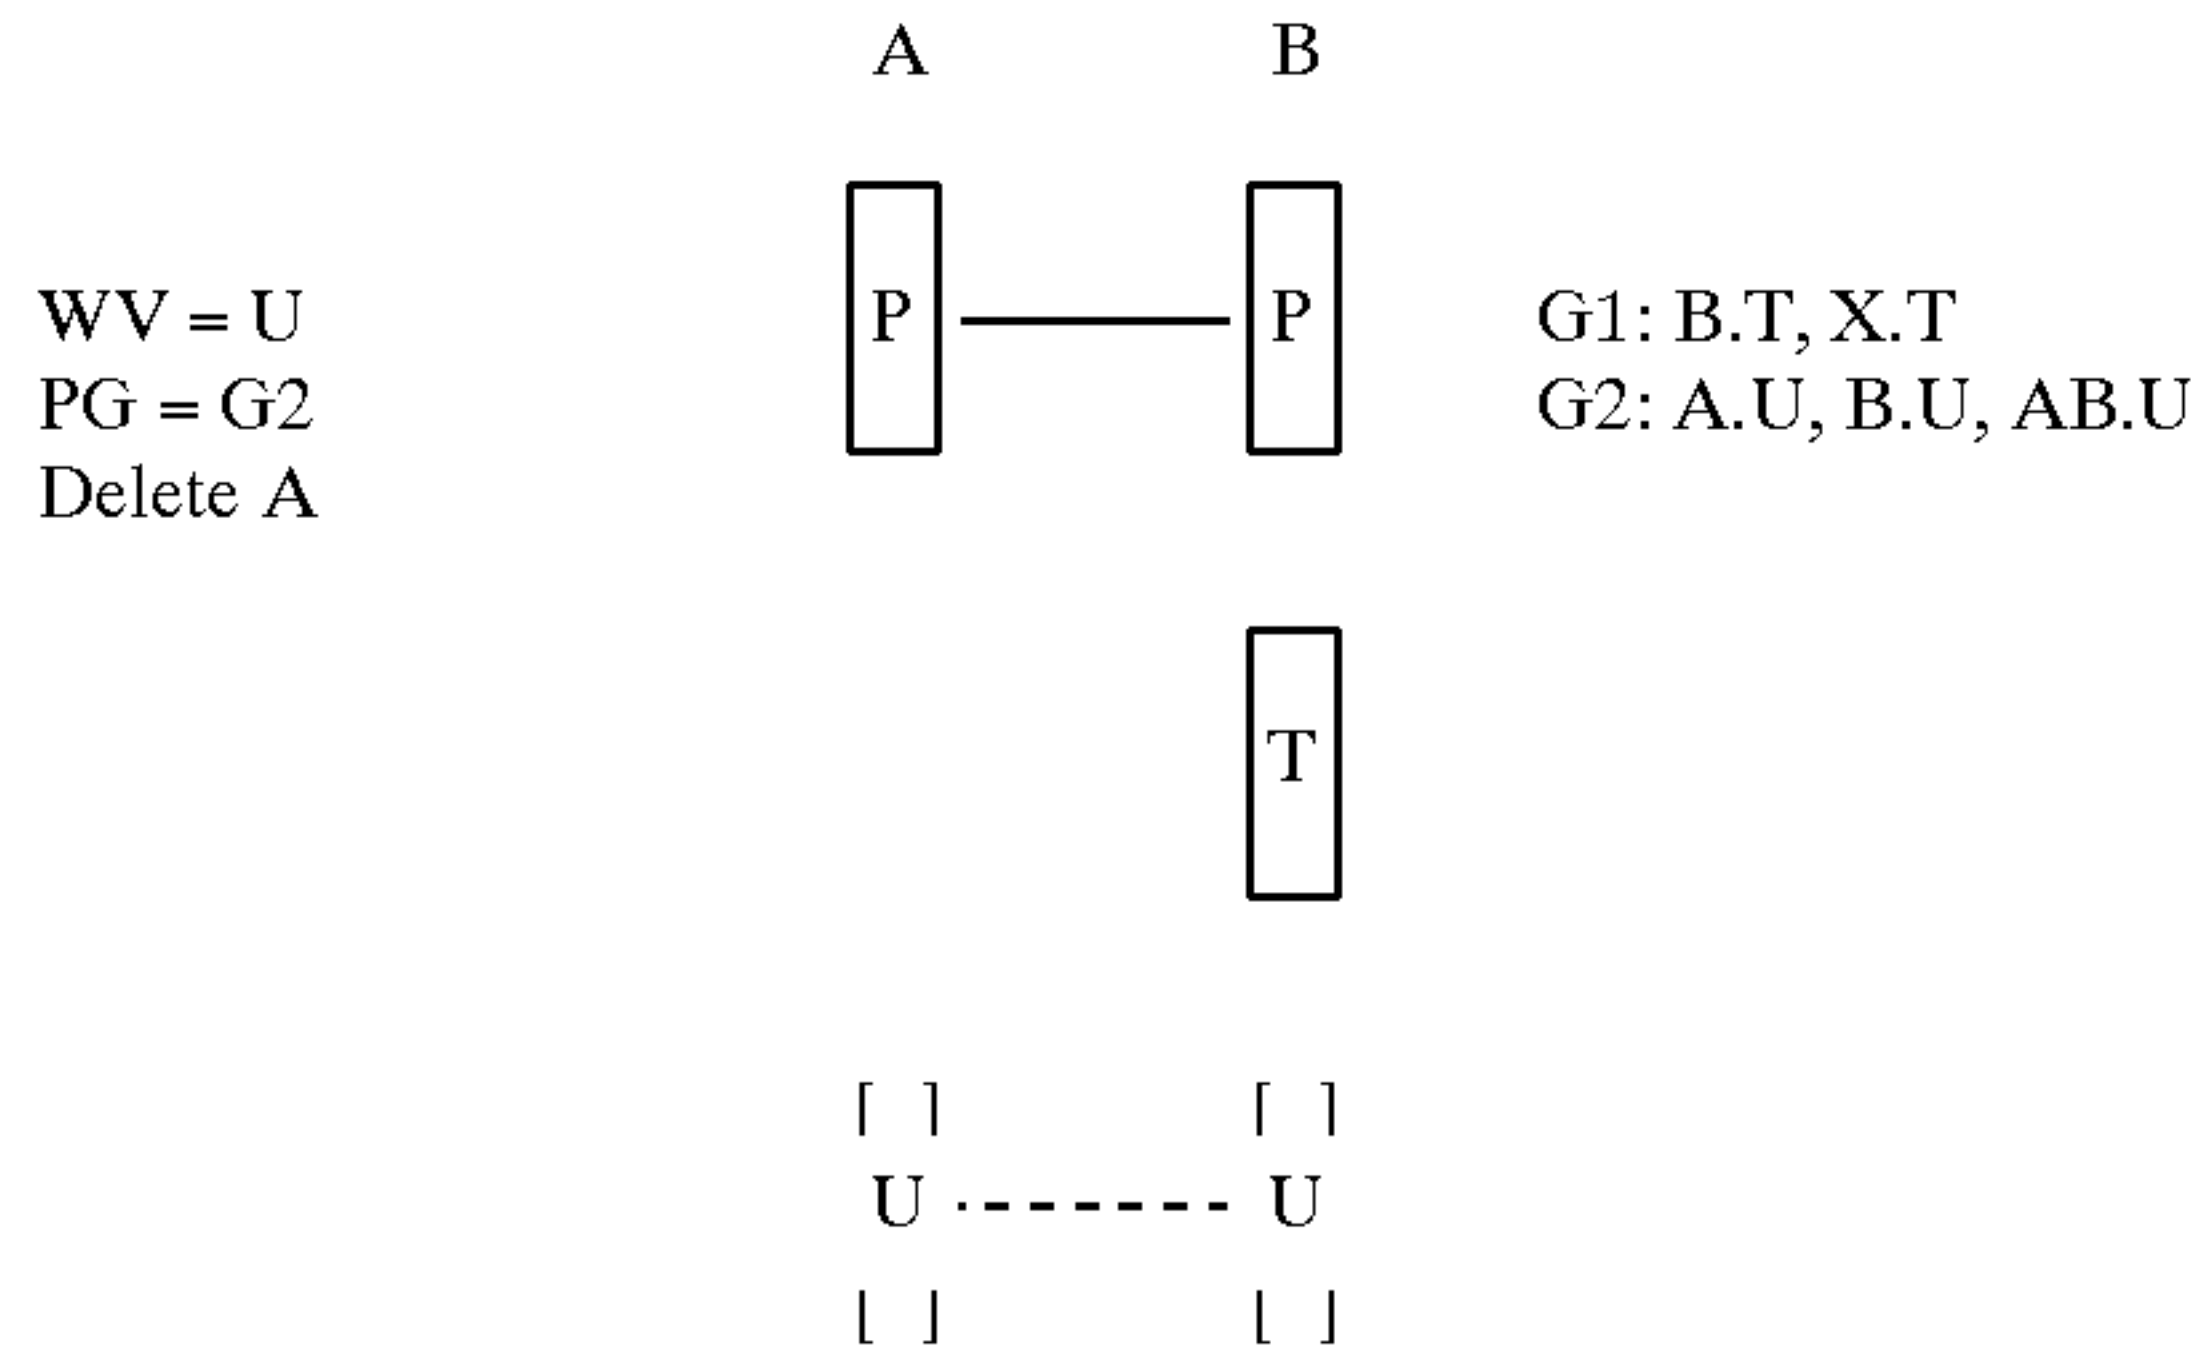 A B
P P
WV = U
PG = G2
Delete A
G1: B.T, X.T
G2: A.U, B.U, AB.U
T
[ ] [ ]
U U
[ ] [ ]